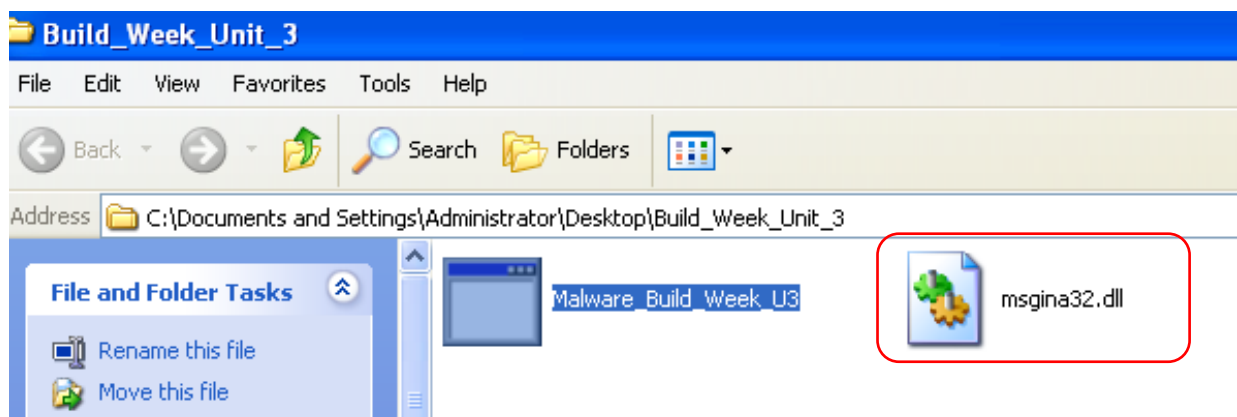 Build_Week_Unit_3
File Edit View Favorites Tools Help
Back Search Folders
Address C:\Documents and Settings\Administrator\Desktop\Build_Week_Unit_3
File and Folder Tasks
Malware_Build_Week_U3
msgina32.dll
Rename this file
Move this file